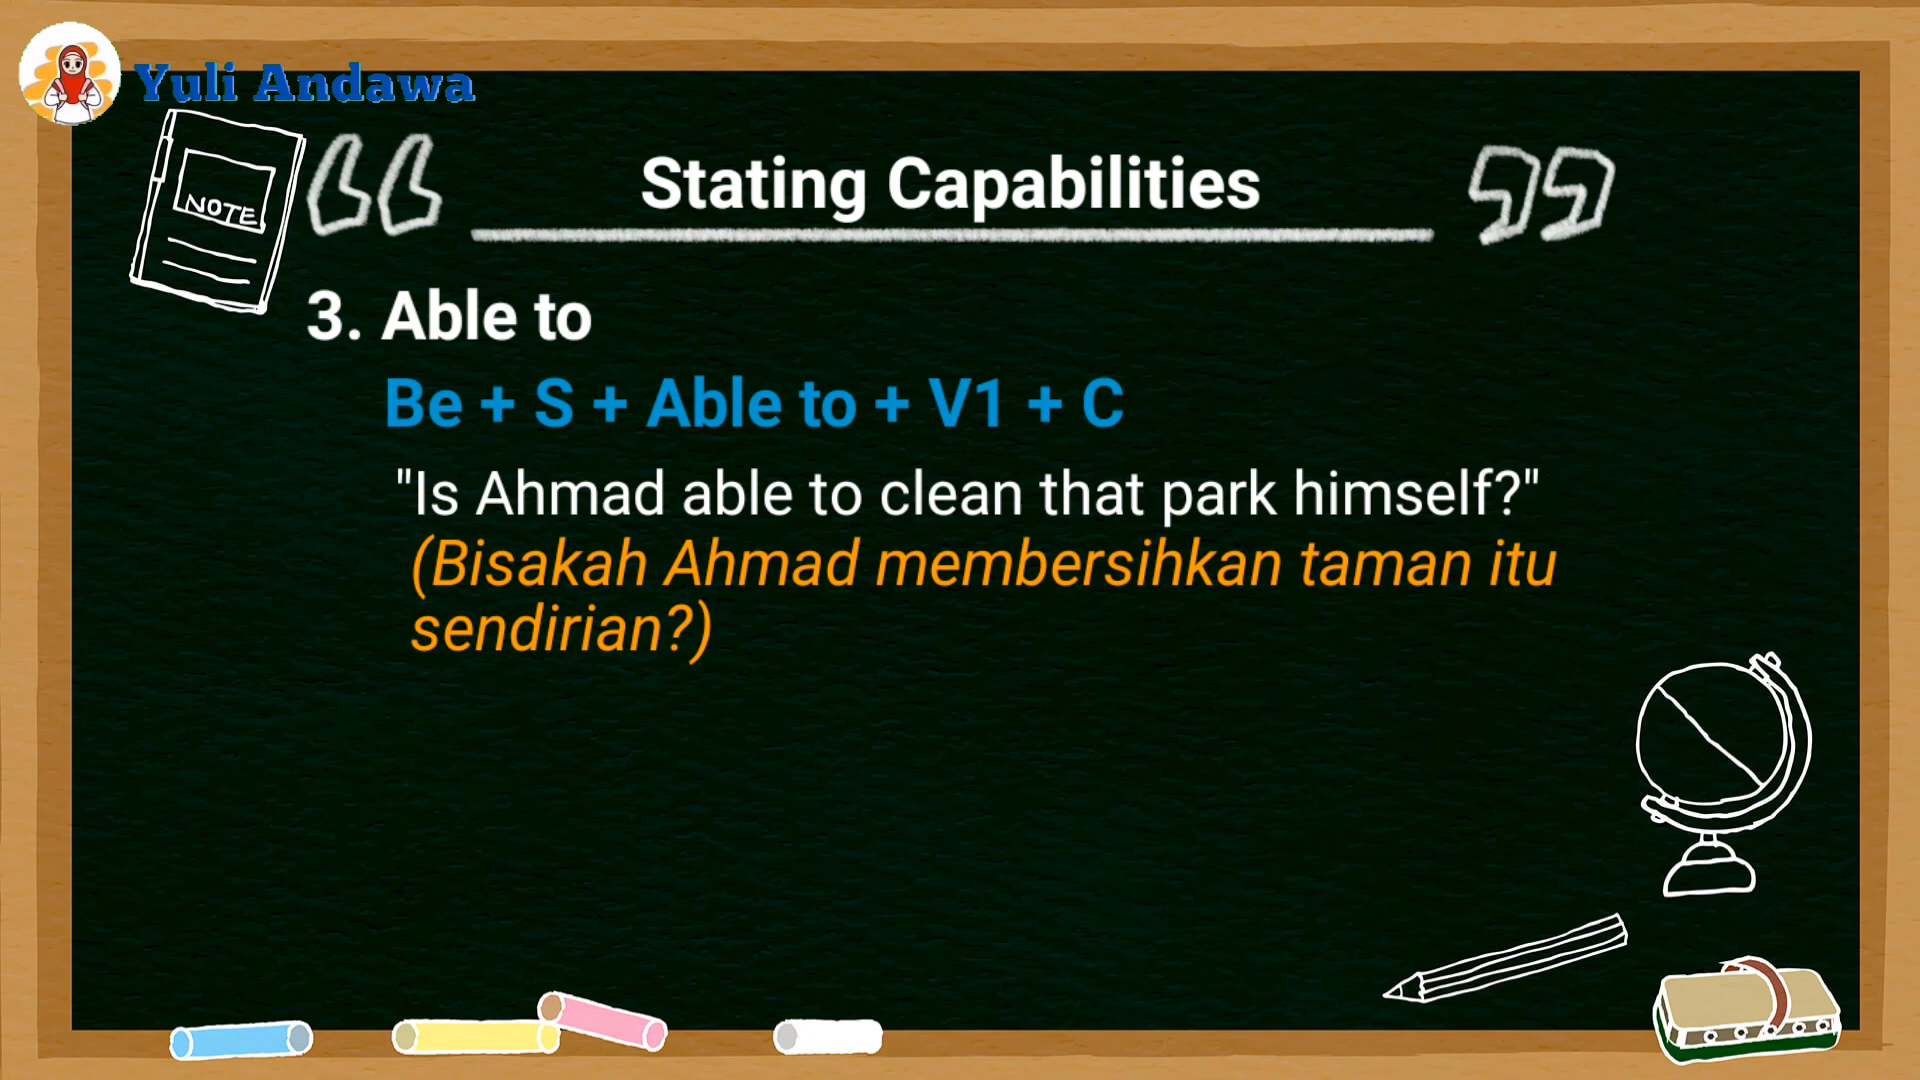 Yuli Andawa
NOTE
Stating Capabilities
3. Able to
Be + S + Able to + V1 + C
"Is Ahmad able to clean that park himself?"
(Bisakah Ahmad membersihkan taman itu
sendirian?)